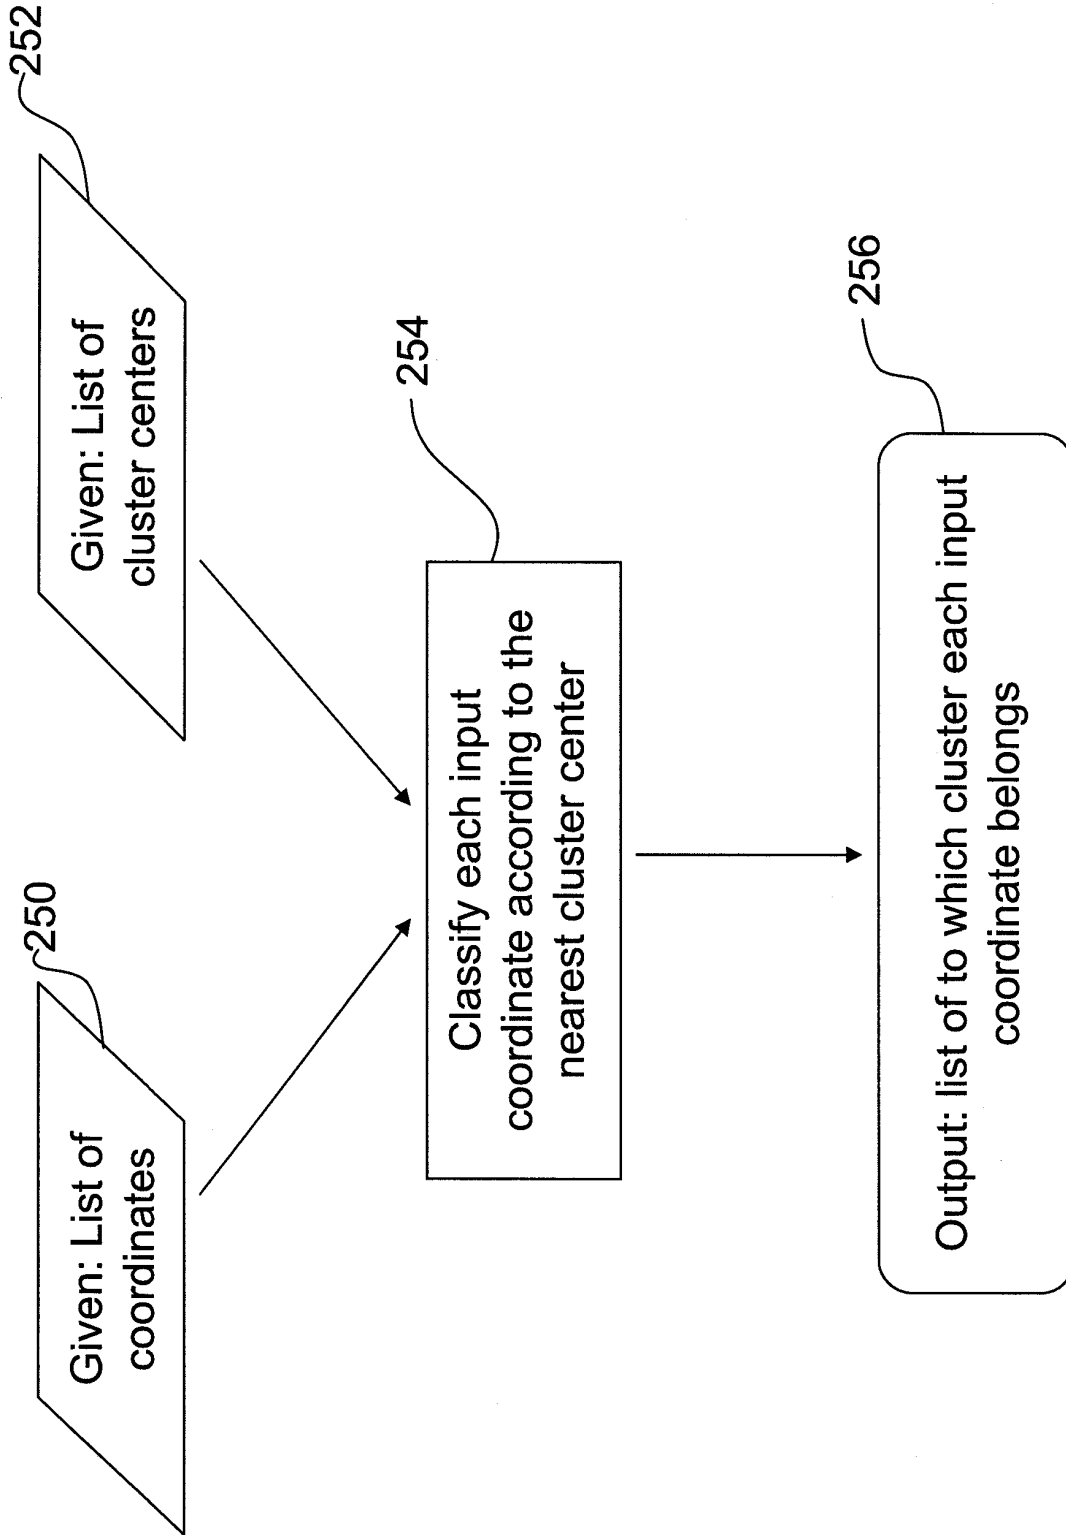 Given: List of
coordinates
250
Given: List of
cluster centers
252
Classify each input
coordinate according to the
nearest cluster center
254
Output: list of to which cluster each input
coordinate belongs
256